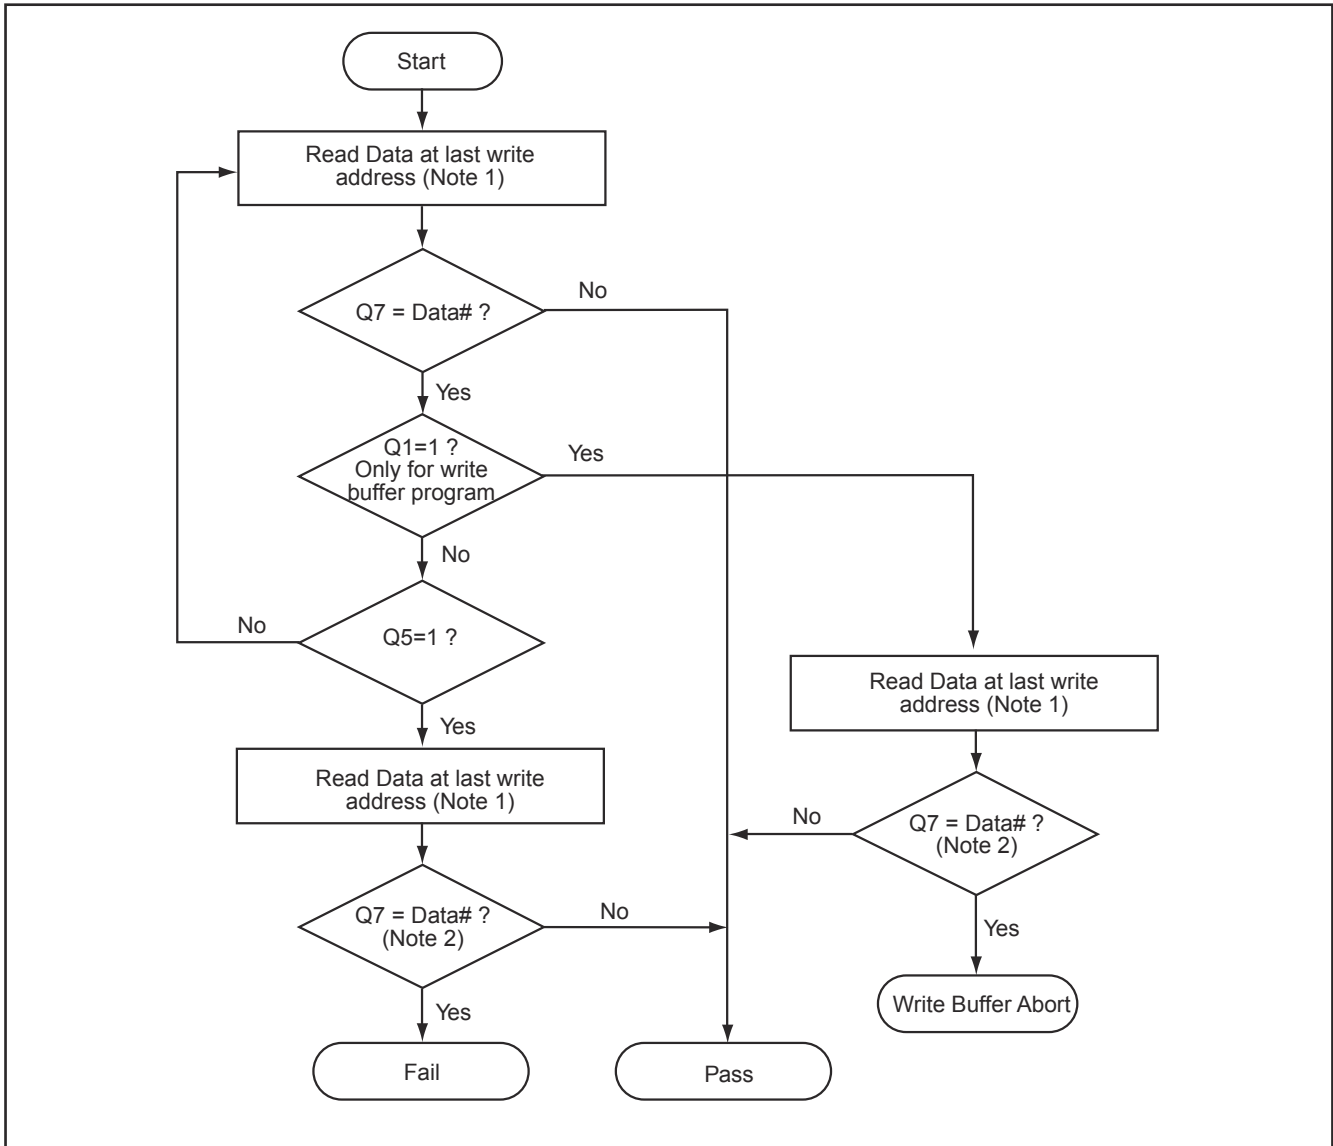 Start
Read Data at last write
address (Note 1)
Q7 = Data# ?
No
Yes
Q1=1 ?
Only for write
buffer program
Yes
No
Q5=1 ?
No
Yes
Read Data at last write
address (Note 1)
Read Data at last write
address (Note 1)
Q7 = Data# ?
(Note 2)
No
Yes
Write Buffer Abort
Q7 = Data# ?
(Note 2)
No
Yes
Fail
Pass